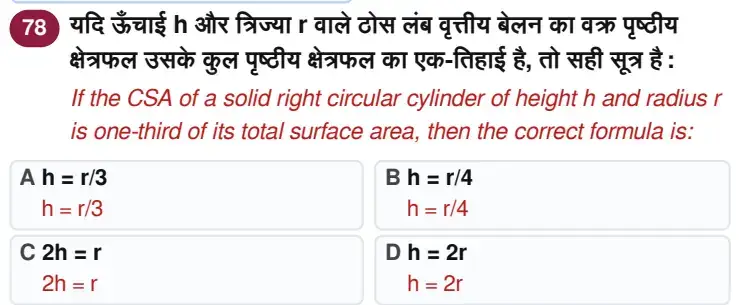 78 यदि ऊँचाई h और त्रिज्या r वाले ठोस लंब वृत्तीय बेलन का वक्र पृष्ठीय
क्षेत्रफल उसके कुल पृष्ठीय क्षेत्रफल का एक-तिहाई है, तो सही सूत्र है :
If the CSA of a solid right circular cylinder of height h and radius r
is one-third of its total surface area, then the correct formula is:
A h = r/3
h = r/3
B h = r/4
h = r/4
C 2h = r
2h = r
D h = 2r
h = 2r